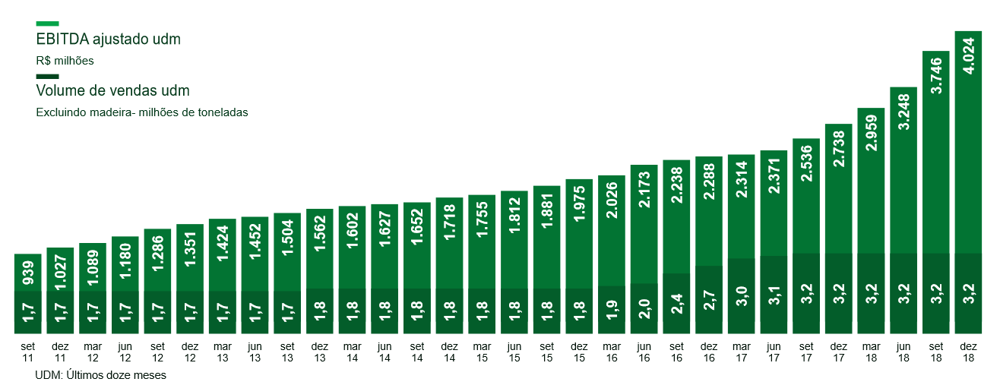 EBITDA ajustado udm
R$ milhões
Volume de vendas udm
Excluindo madeira- milhões de toneladas
939 1.027 1.089 1.180 1.286 1.351 1.424 1.452 1.504 1.562 1.602 1.627 1.652 1.718 1.755 1.812 1.881 1.975 2.026 2.173 2.238 2.288 2.314 2.371 2.536 2.738 2.959 3.248 3.746 4.024
1,7 1,7 1,7 1,7 1,7 1,7 1,7 1,7 1,7 1,8 1,8 1,8 1,8 1,8 1,8 1,8 1,8 1,8 1,9 2,0 2,4 2,7 3,0 3,1 3,2 3,2 3,2 3,2 3,2 3,2
set dez mar jun set dez mar jun set dez mar jun set dez mar jun set dez mar jun set dez mar jun set dez mar jun set dez
11 11 12 12 12 12 13 13 13 13 14 14 14 14 15 15 15 15 16 16 16 16 17 17 17 17 18 18 18 18
UDM: Últimos doze meses